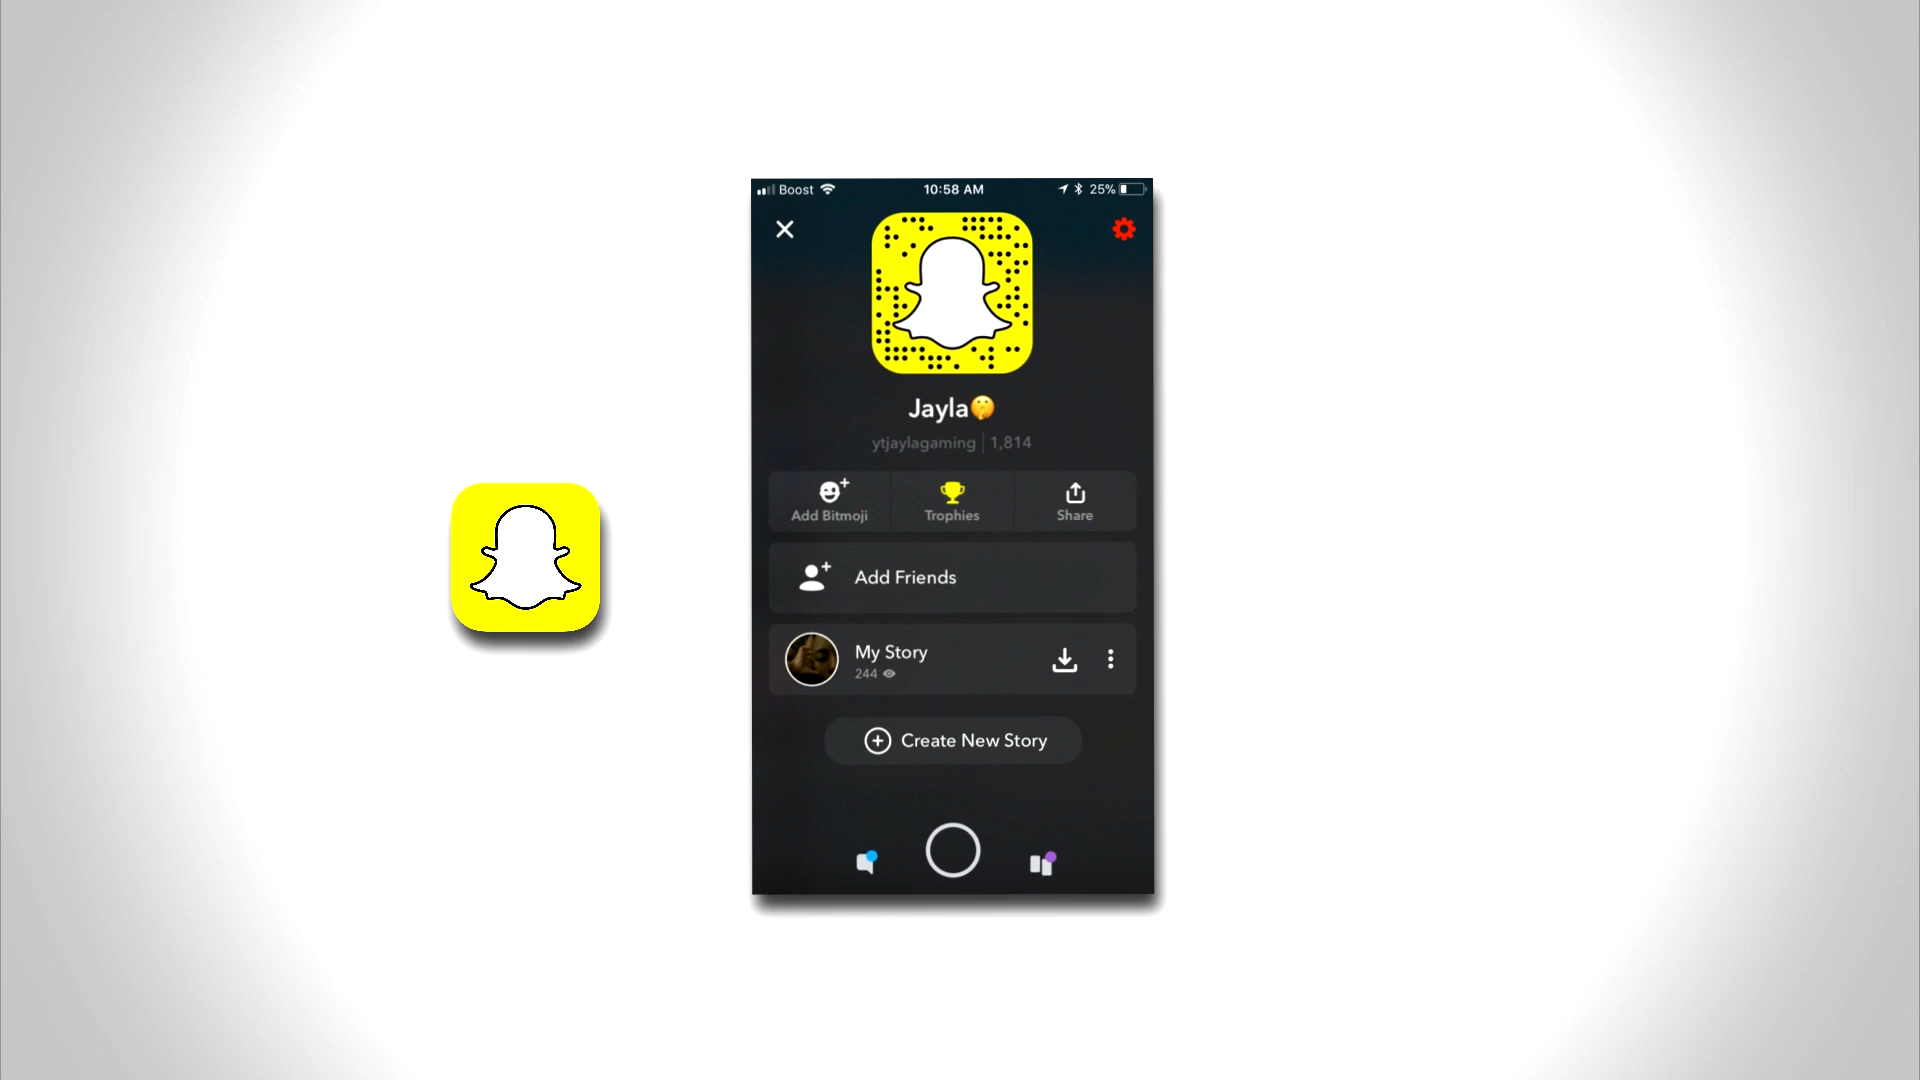 Boost 10:58 AM 25%
Jayla🤫
ytjaylagaming | 1,814
Add Bitmoji Trophies Share
Add Friends
My Story
244
Create New Story